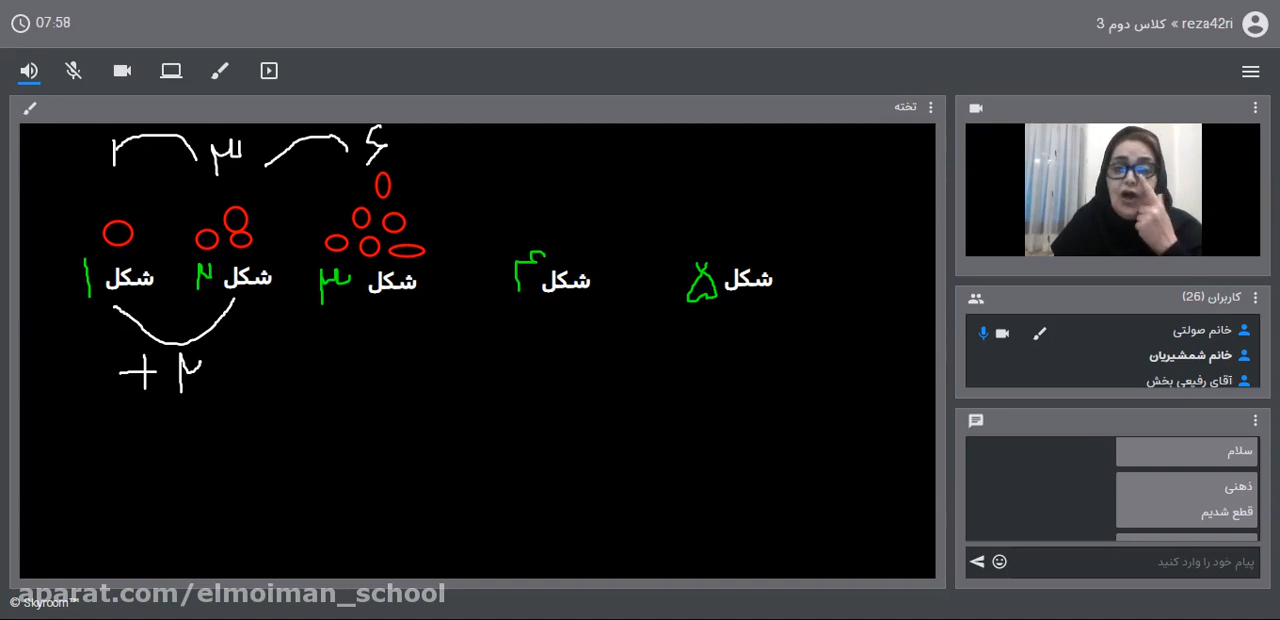 07:58
reza42ri » کلاس دوم 3
تخته
۱ ۳ ۶
شکل ۱
شکل ۲
شکل ۳
شکل ۴
شکل ۵
+ ۲
کاربران (26)
خانم صولتی
خانم شمشیریان
آقای رفیعی بخش
سلام
ذهنی
قطع شدیم
پیام خود را وارد کنید
aparat.com/elmoiman_school
© Skyroom™